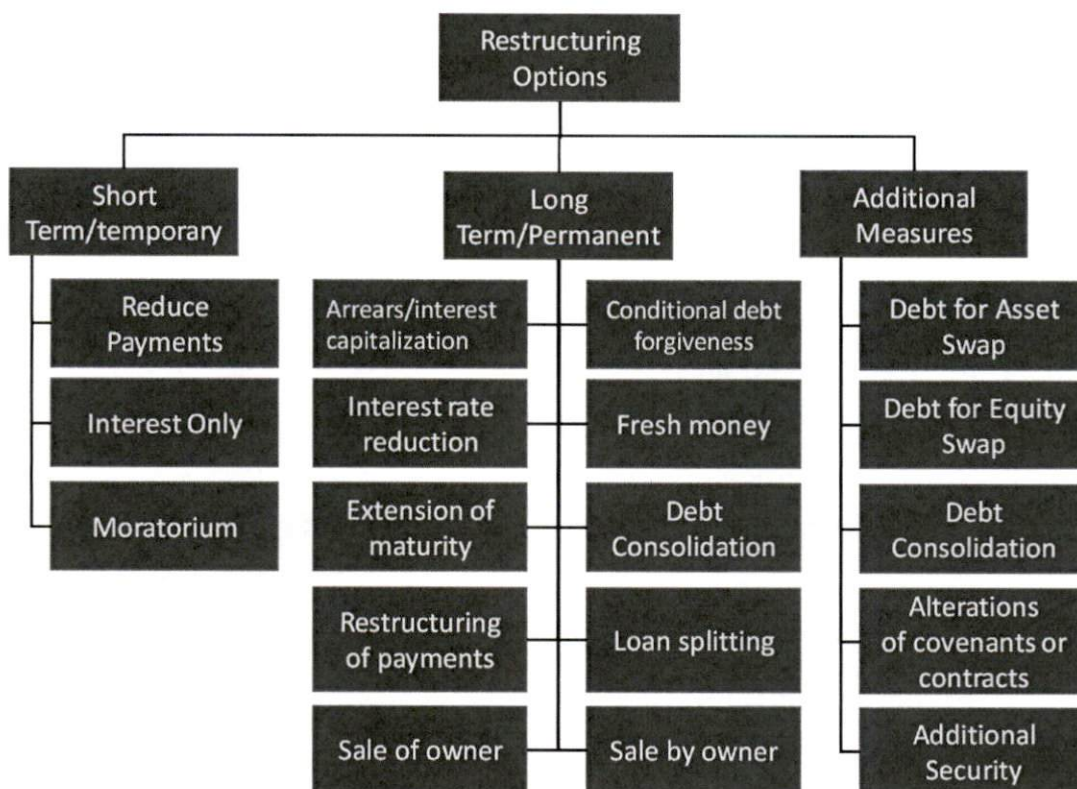 Restructuring
Options
Short
Term/temporary
Long
Term/Permanent
Additional
Measures
Reduce
Payments
Interest Only
Moratorium
Arrears/interest
capitalization
Conditional debt
forgiveness
Interest rate
reduction
Fresh money
Extension of
maturity
Debt
Consolidation
Restructuring
of payments
Loan splitting
Sale of owner
Sale by owner
Debt for Asset
Swap
Debt for Equity
Swap
Debt
Consolidation
Alterations
of covenants or
contracts
Additional
Security